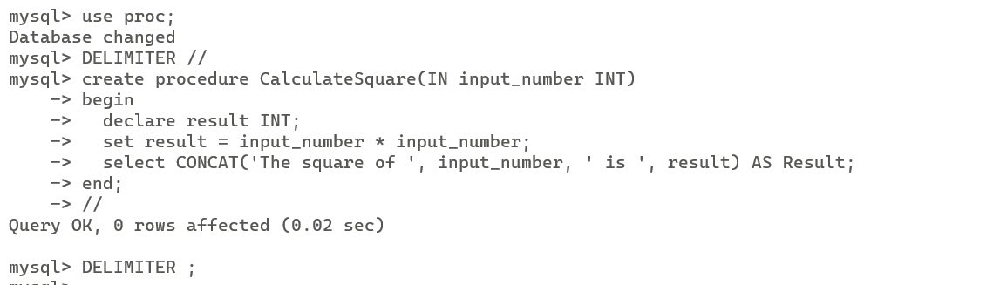 mysql> use proc;
Database changed
mysql> DELIMITER //
mysql> create procedure CalculateSquare(IN input_number INT)
    -> begin
    ->   declare result INT;
    ->   set result = input_number * input_number;
    ->   select CONCAT('The square of ', input_number, ' is ', result) AS Result;
    -> end;
    -> //
Query OK, 0 rows affected (0.02 sec)

mysql> DELIMITER ;
mysql>